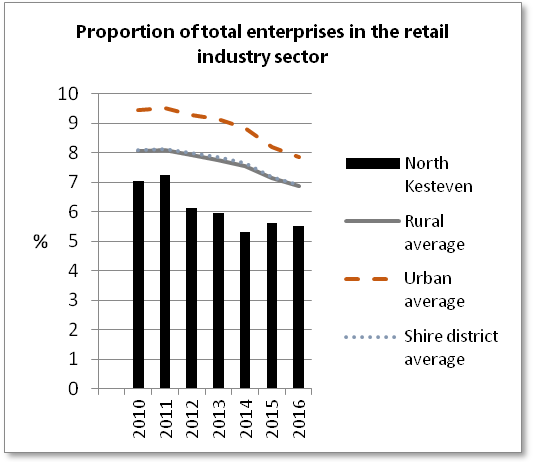 Proportion of total enterprises in the retail
industry sector
10
9
8
7
6
5
4
3
2
1
0
%
2010
2011
2012
2013
2014
2015
2016
North
Kesteven
Rural
average
Urban
average
Shire district
average